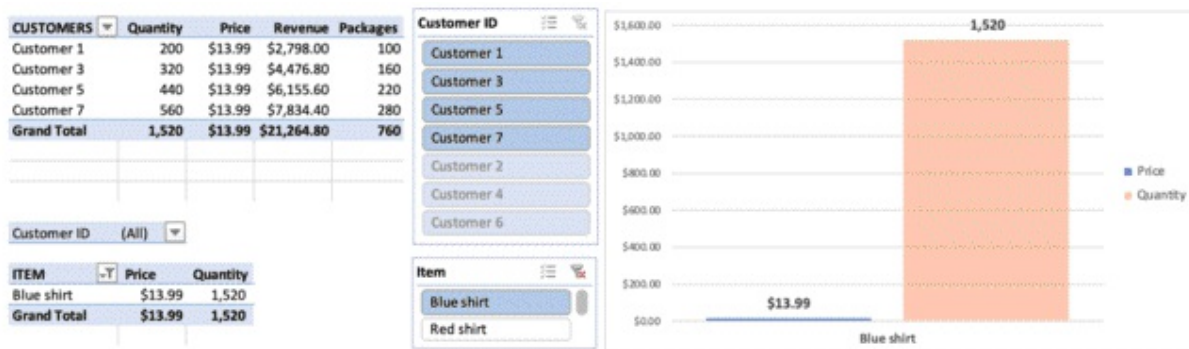 CUSTOMERS Quantity Price Revenue Packages
Customer 1 200 $13.99 $2,798.00 100
Customer 3 320 $13.99 $4,476.80 160
Customer 5 440 $13.99 $6,155.60 220
Customer 7 560 $13.99 $7,834.40 280
Grand Total 1,520 $13.99 $21,264.80 760
Customer ID (All)
ITEM Price Quantity
Blue shirt $13.99 1,520
Grand Total $13.99 1,520
Customer ID
Customer 1
Customer 3
Customer 5
Customer 7
Customer 2
Customer 4
Customer 6
Item
Blue shirt
Red shirt
$1,600.00
$1,400.00
$1,200.00
$1,000.00
$800.00
$600.00
$400.00
$200.00
$0.00
1,520
$13.99
Blue shirt
Price
Quantity